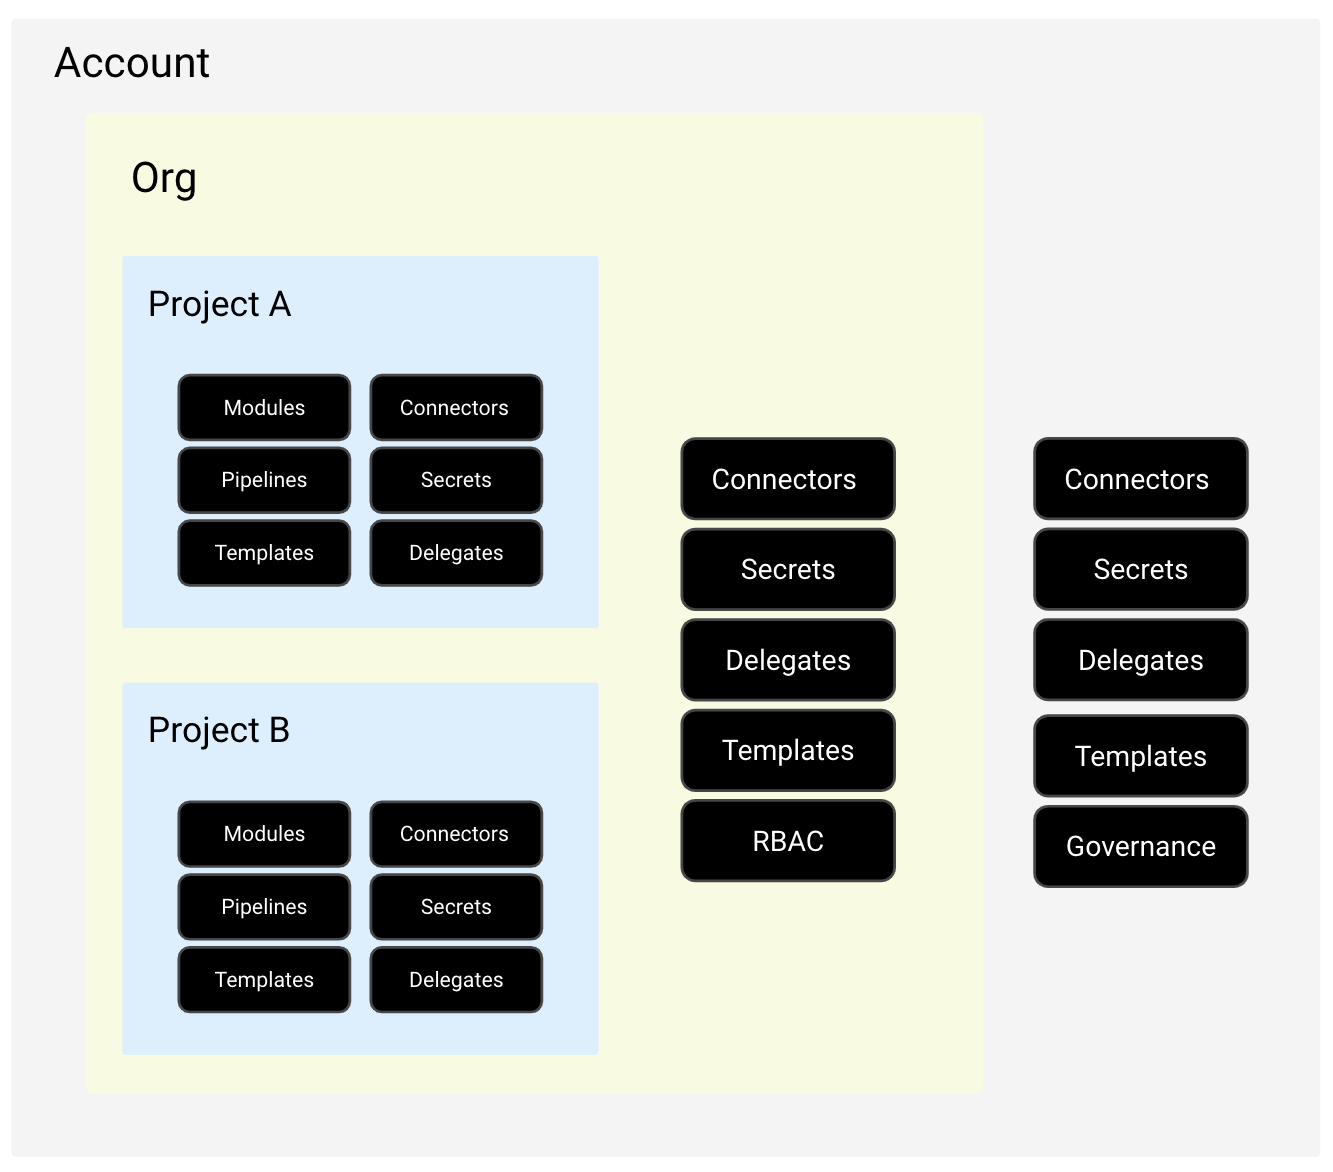 Account
Org
Project A
Modules
Connectors
Pipelines
Secrets
Templates
Delegates
Project B
Modules
Connectors
Pipelines
Secrets
Templates
Delegates
Connectors
Secrets
Delegates
Templates
RBAC
Connectors
Secrets
Delegates
Templates
Governance